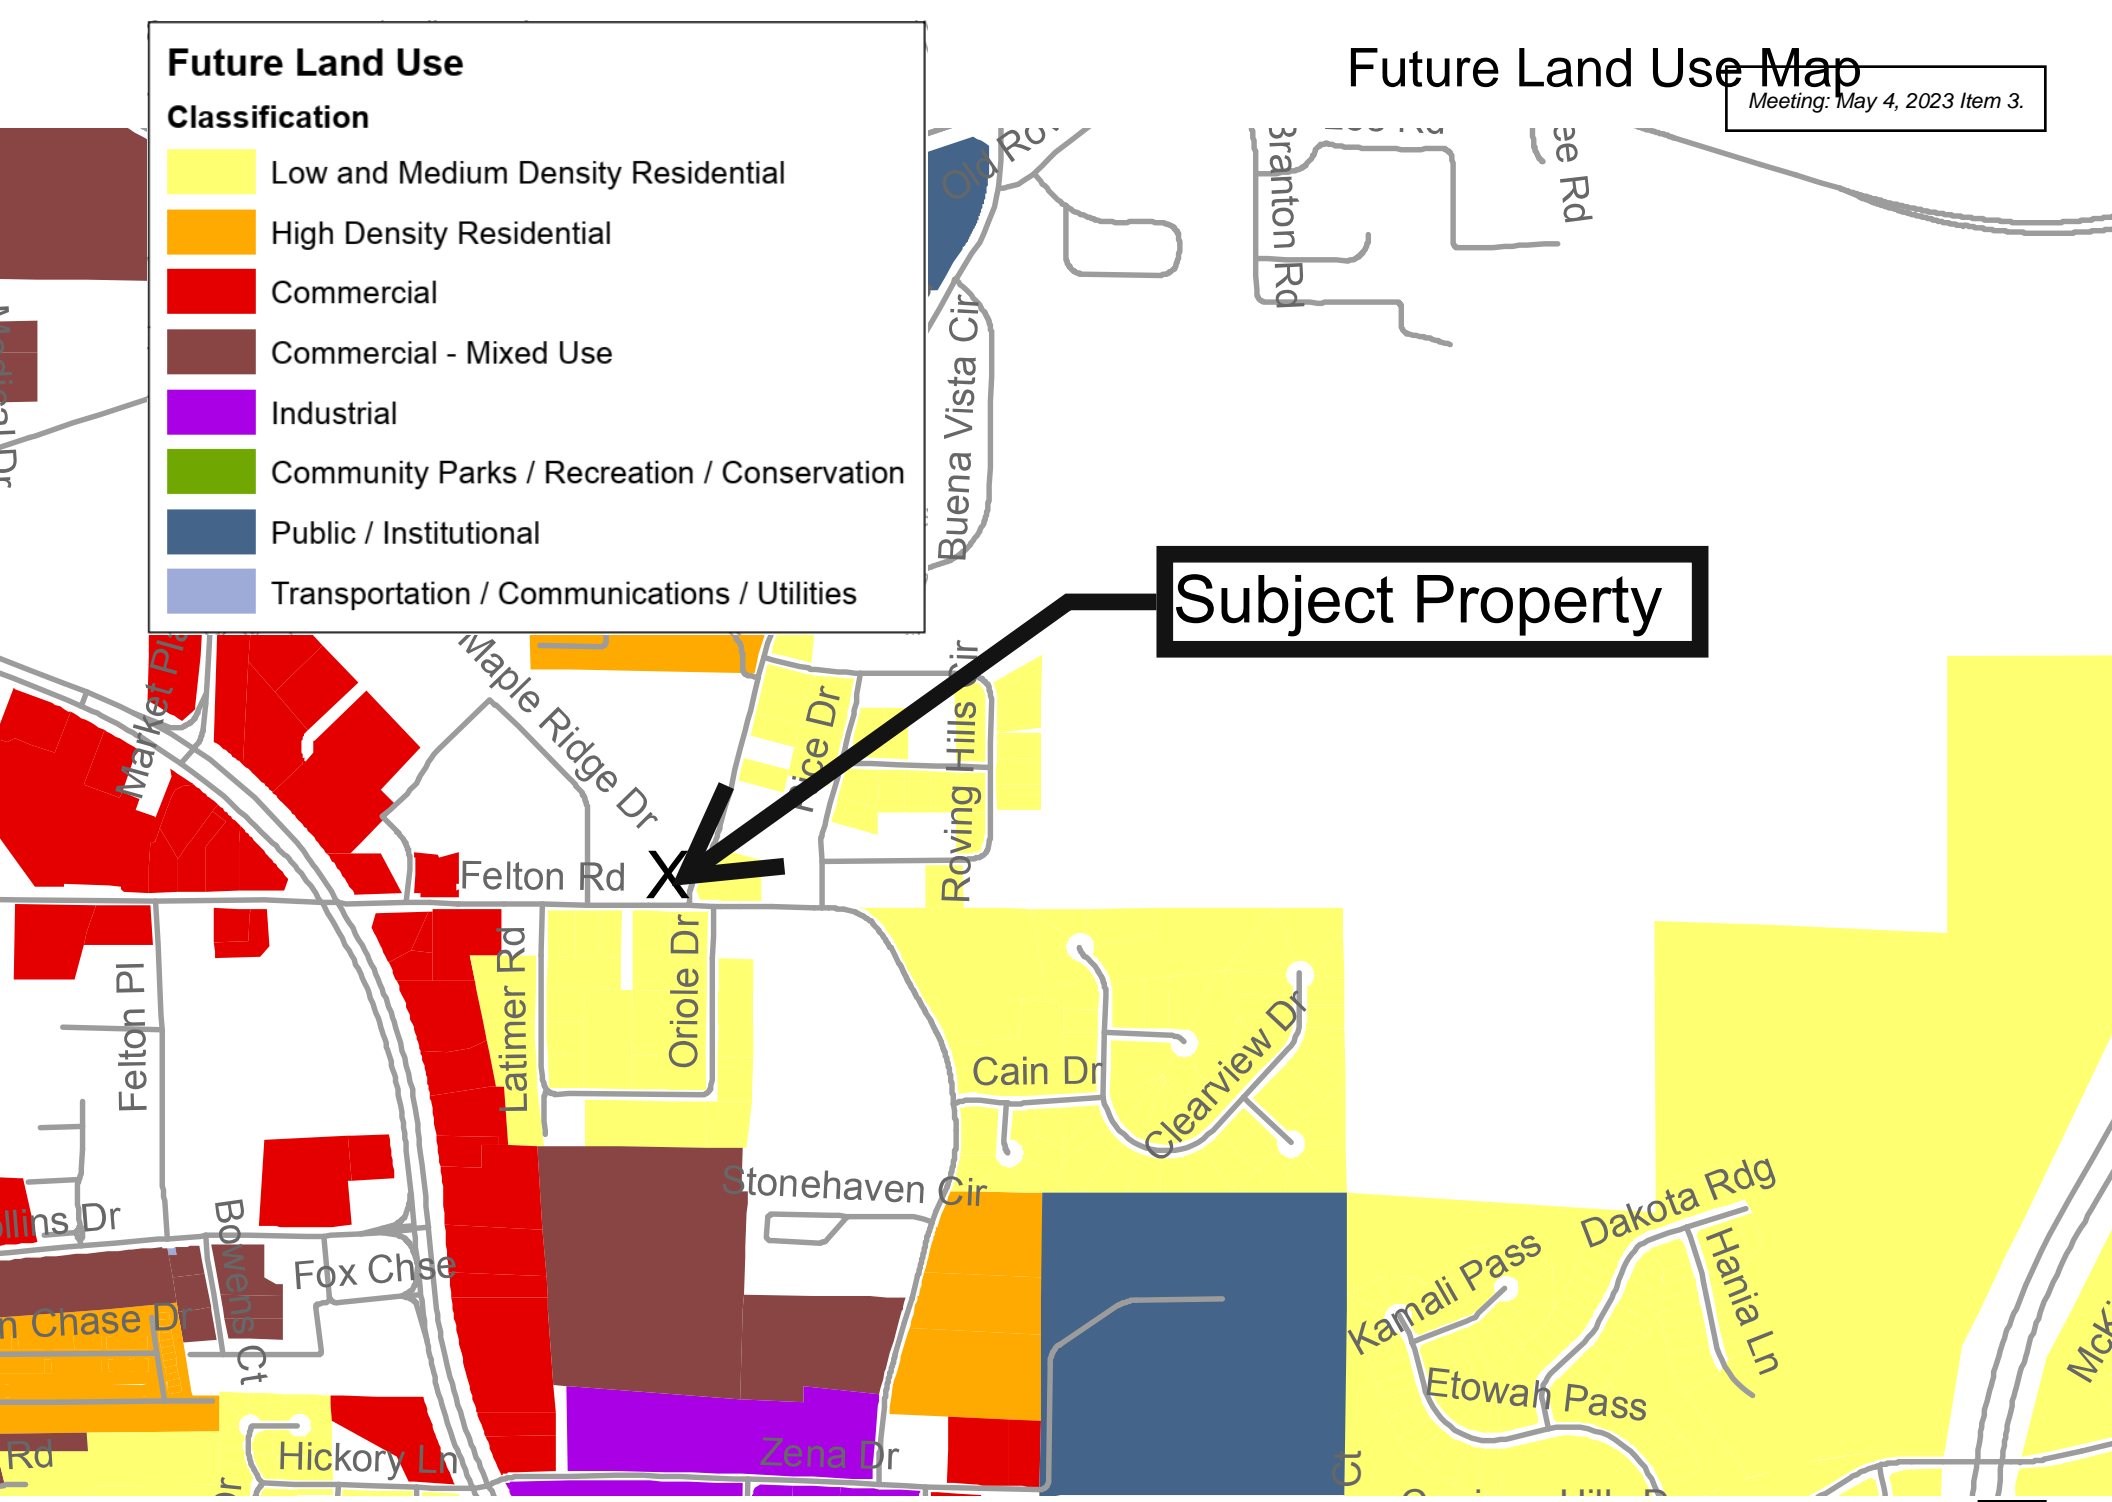 Future Land Use Map
Meeting: May 4, 2023 Item 3.
Future Land Use
Classification
Low and Medium Density Residential
High Density Residential
Commercial
Commercial - Mixed Use
Industrial
Community Parks / Recreation / Conservation
Public / Institutional
Transportation / Communications / Utilities
Old
Branton Rd
Rd
Buena Vista Cir
Subject Property
Maple Ridge Dr
Market
Dr
Roving Hills Cir
Felton Rd
X
Felton Pl
Latimer Rd
Oriole Dr
Cain Dr
Clearview Dr
Stonehaven Cir
Dr
Bowens Ct
Fox Chse
Chase Dr
Dakota Rdg
Kamali Pass
Hania Ln
Etowah Pass
Hickory Ln
Zena Dr
Rd
Ct